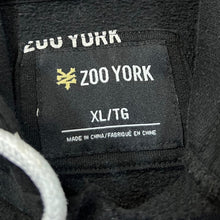 ZOO YORK
ZOO YORK
XL/TG
MADE IN CHINA/FABRIQUÉ EN CHINE